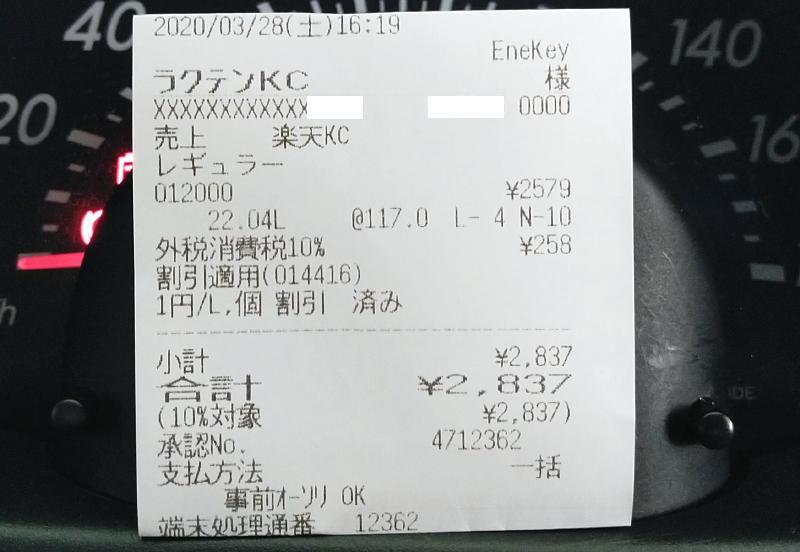 2020/03/28(土)16:19
EneKey
ラクテンKC 様
XXXXXXXXXXXX 0000
売上 楽天KC
レギュラー
012000 ¥2579
22.04L @117.0 L- 4 N-10
外税消費税10% ¥258
割引適用(014416)
1円/L,個 割引 済み
小計 ¥2,837
合計 ¥2,837
(10%対象 ¥2,837)
承認No. 4712362
支払方法 一括
事前オーソリ OK
端末処理通番 12362
40
20
140
16